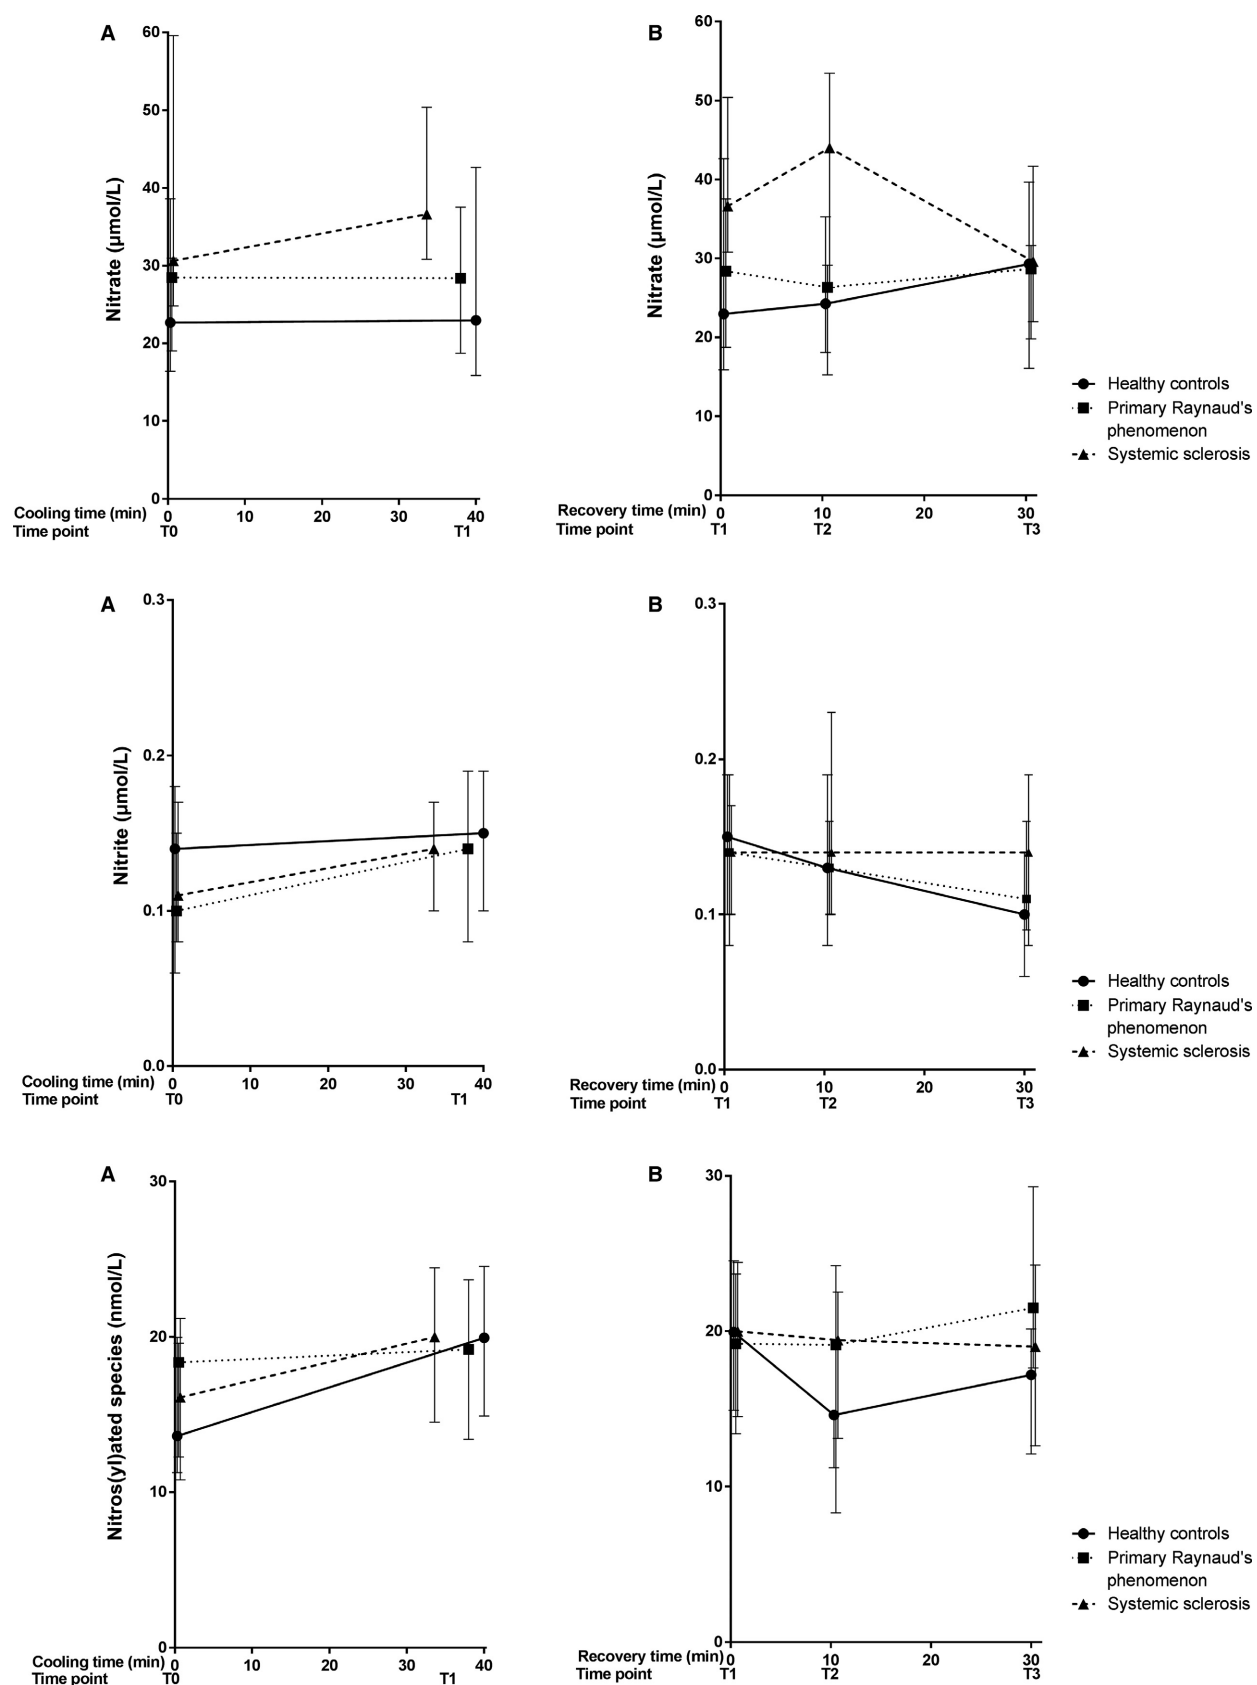 A
60
50
40
30
20
10
0
Nitrate (µmol/L)
Cooling time (min) 0 10 20 30 40
Time point T0 T1
B
60
50
40
30
20
10
0
Nitrate (µmol/L)
Recovery time (min) 0 10 20 30
Time point T1 T2 T3
Healthy controls
Primary Raynaud's
phenomenon
Systemic sclerosis
A
0.3
0.2
0.1
0.0
Nitrite (µmol/L)
Cooling time (min) 0 10 20 30 40
Time point T0 T1
B
0.3
0.2
0.1
0.0
Recovery time (min) 0 10 20 30
Time point T1 T2 T3
Healthy controls
Primary Raynaud's
phenomenon
Systemic sclerosis
A
30
20
10
0
Nitros(yl)ated species (nmol/L)
Cooling time (min) 0 10 20 30 40
Time point T0 T1
B
30
20
10
0
Recovery time (min) 0 10 20 30
Time point T1 T2 T3
Healthy controls
Primary Raynaud's
phenomenon
Systemic sclerosis